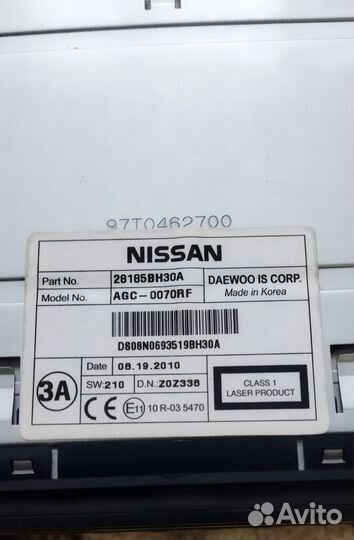 97T0462700
NISSAN
Part No. 28185BH30A DAEWOO IS CORP.
Model No. AGC-0070RF Made in Korea
DS08N0693519BH30A
3A
Date 08.19.2010
SW:210 D.N.:Z0Z338
CE E11 10 R-03 5470
CLASS 1
LASER PRODUCT
Avito